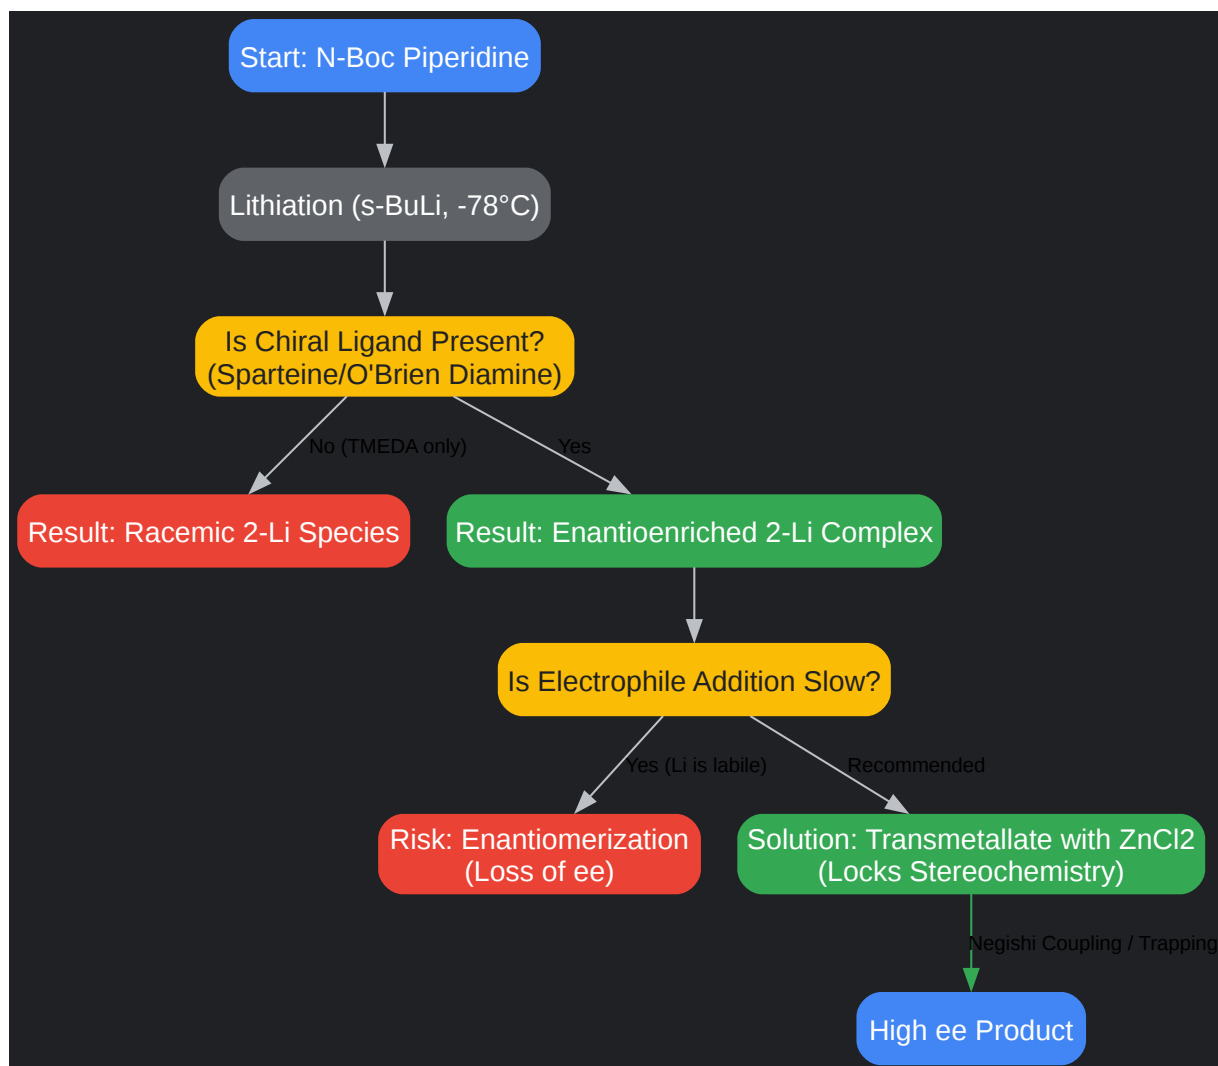 Start: N-Boc Piperidine
Lithiation (s-BuLi, -78°C)
Is Chiral Ligand Present?
(Sparteine/O'Brien Diamine)
No (TMEDA only)
Yes
Result: Racemic 2-Li Species
Result: Enantioenriched 2-Li Complex
Is Electrophile Addition Slow?
Yes (Li is labile)
Recommended
Risk: Enantiomerization
(Loss of ee)
Solution: Transmetallate with ZnCl2
(Locks Stereochemistry)
Negishi Coupling / Trapping
High ee Product